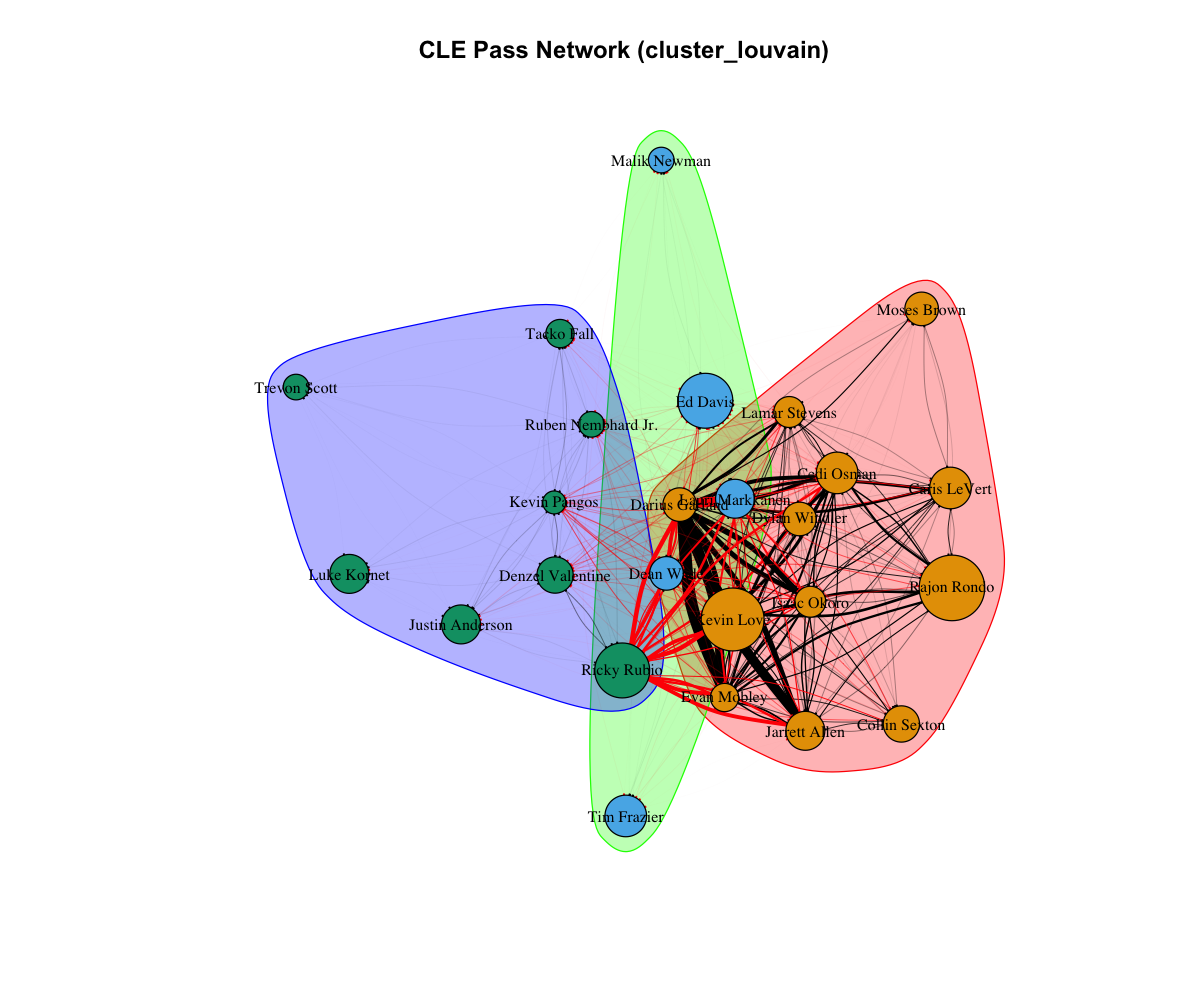 CLE Pass Network (cluster_louvain)
Malik Newman
Moses Brown
Tacko Fall
Trevon Scott
Ed Davis
Lamar Stevens
Ruben Nembhard Jr.
Cedi Osman
Caris LeVert
Kevin Pangos
Lauri Markkanen
Darius Garland
Dylan Windler
Luke Kornet
Denzel Valentine
Dean Wade
Rajon Rondo
Isaac Okoro
Kevin Love
Justin Anderson
Ricky Rubio
Evan Mobley
Collin Sexton
Jarrett Allen
Tim Frazier